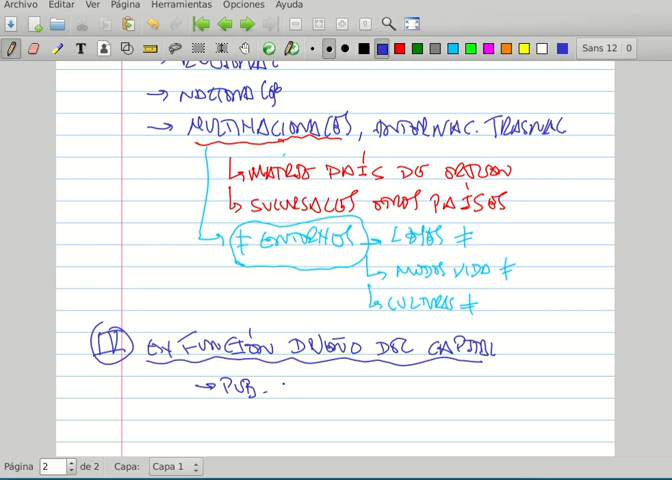 Archivo Editar Ver Página Herramientas Opciones Ayuda
Sans 12 0
→ NACIONALES
→ MULTINACIONALES, INTERNAC. TRASNAC
↳ MATRIZ PAÍS DE ORIGEN
↳ SUCURSALES OTROS PAÍSES
≠ ENTORNOS → LEYES ≠
↳ MODOS VIDA ≠
↳ CULTURAS ≠
II EN FUNCIÓN DUEÑO DEL CAPITAL
→ PUB.
Página 2 de 2 Capa: Capa 1